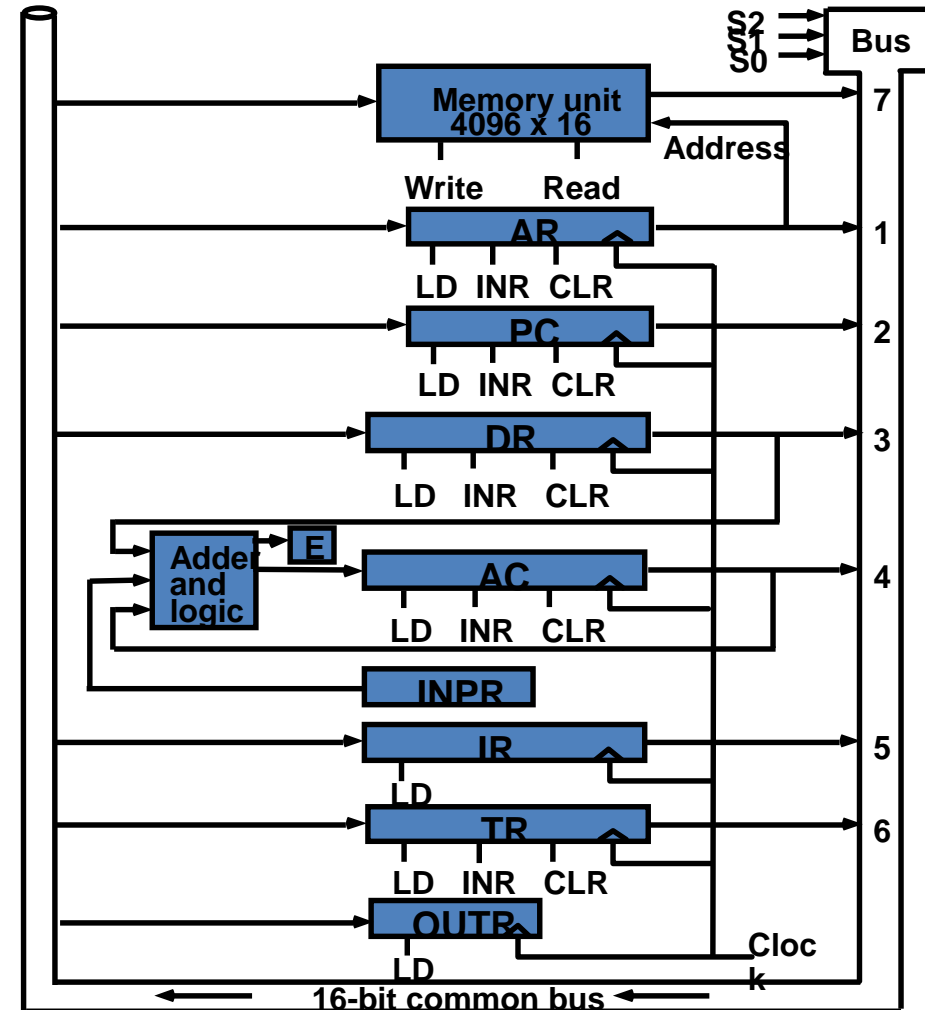 S2
S1
S0
Bus
Memory unit
4096 x 16
7
Address
Write Read
AR
1
LD INR CLR
PC
2
LD INR CLR
DR
3
LD INR CLR
Adder
and
logic
E
AC
4
LD INR CLR
INPR
IR
5
LD
TR
6
LD INR CLR
OUTR
LD
Cloc
k
16-bit common bus